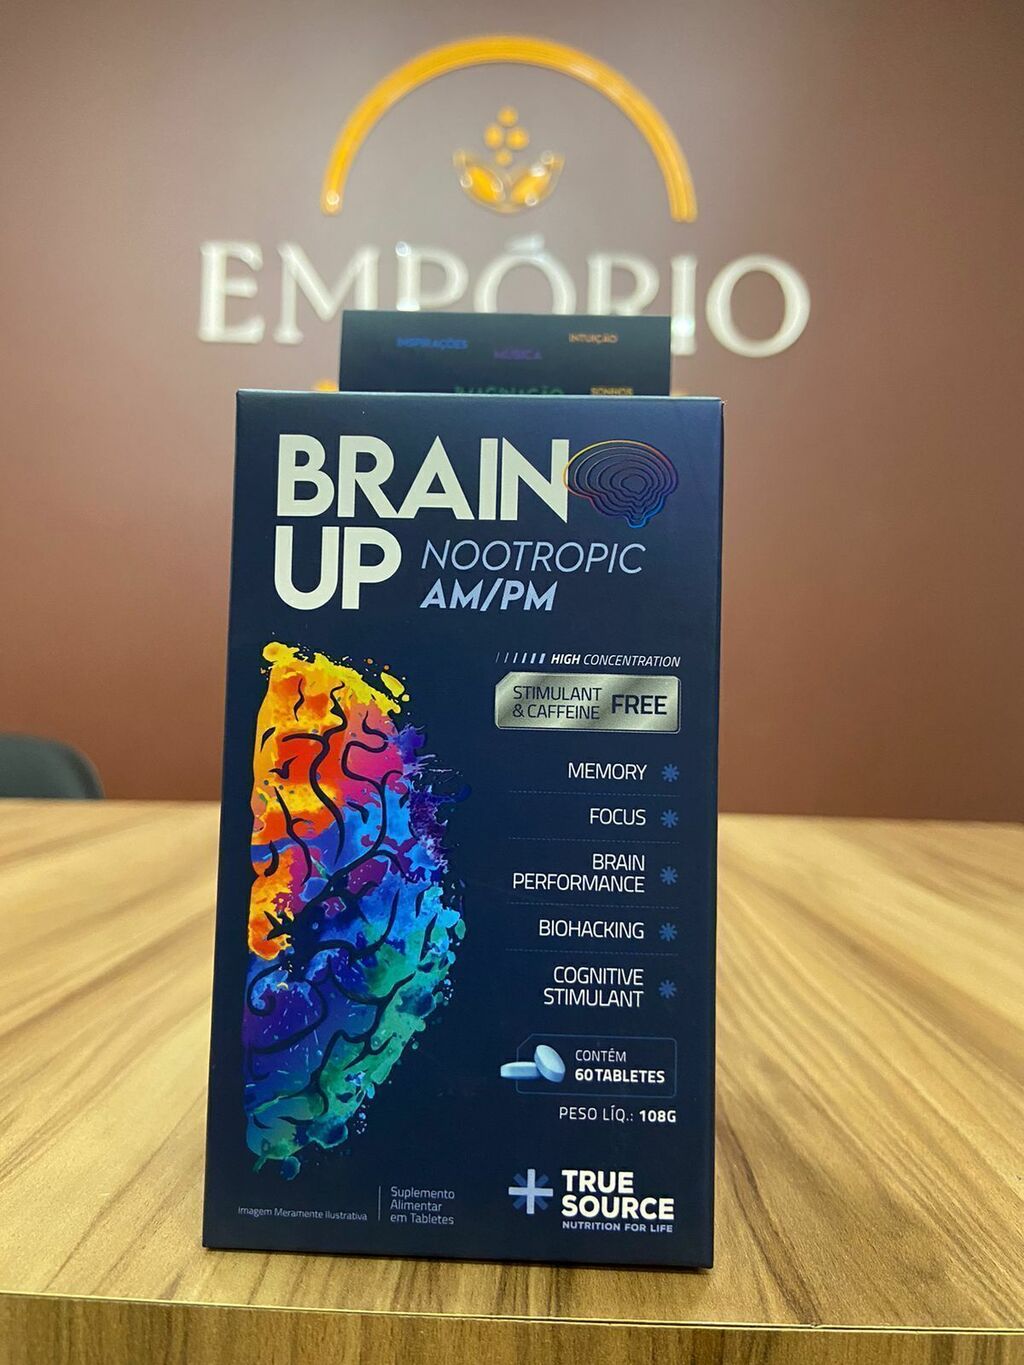 EMPÓRIO
INSPIRAÇÕES
MÚSICA
INTUIÇÃO
IMAGINAÇÃO
SONHOS
BRAIN
UP
NOOTROPIC
AM/PM
HIGH CONCENTRATION
STIMULANT
& CAFFEINE FREE
MEMORY
FOCUS
BRAIN
PERFORMANCE
BIOHACKING
COGNITIVE
STIMULANT
CONTÊM
60 TABLETES
PESO LÍQ.: 108G
Imagem Meramente Ilustrativa
Suplemento
Alimentar
em Tabletes
TRUE
SOURCE
NUTRITION FOR LIFE